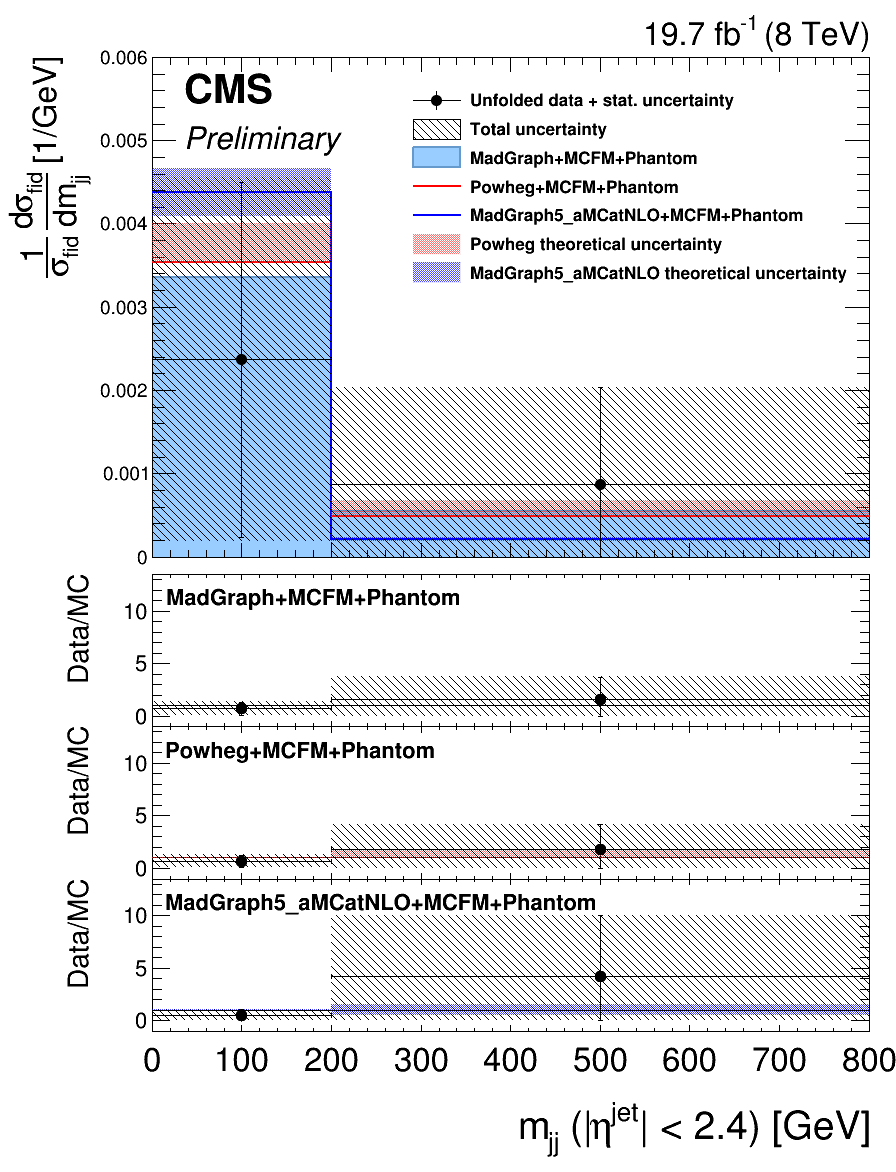 19.7 fb⁻¹ (8 TeV)
CMS
Preliminary
1/σfid dσfid/dmjj [1/GeV]
0.006
0.005
0.004
0.003
0.002
0.001
0
Unfolded data + stat. uncertainty
Total uncertainty
MadGraph+MCFM+Phantom
Powheg+MCFM+Phantom
MadGraph5_aMCatNLO+MCFM+Phantom
Powheg theoretical uncertainty
MadGraph5_aMCatNLO theoretical uncertainty
Data/MC
MadGraph+MCFM+Phantom
10
5
0
Data/MC
Powheg+MCFM+Phantom
10
5
0
Data/MC
MadGraph5_aMCatNLO+MCFM+Phantom
10
5
0
0 100 200 300 400 500 600 700 800
mjj (|ηjet| < 2.4) [GeV]